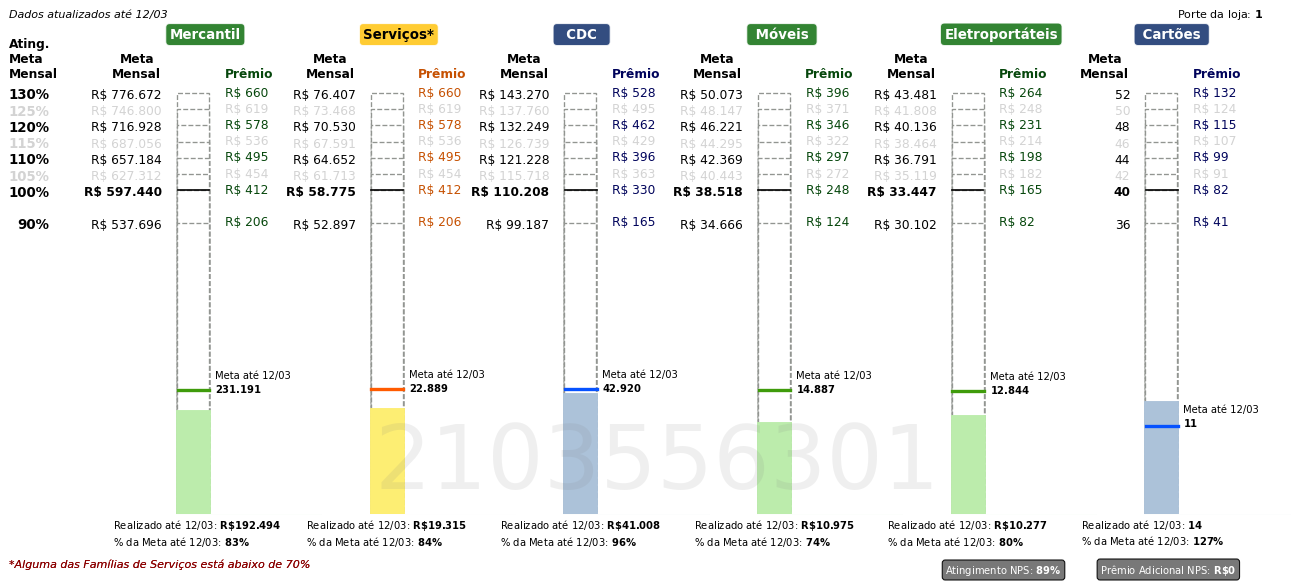 Dados atualizados até 12/03 Porte da loja: 1
Mercantil Serviços* CDC Móveis Eletroportáteis Cartões
Ating. Meta Mensal Meta Mensal Prêmio Meta Mensal Prêmio Meta Mensal Prêmio Meta Mensal Prêmio Meta Mensal Prêmio Meta Mensal Prêmio
130% R$ 776.672 R$ 660 R$ 76.407 R$ 660 R$ 143.270 R$ 528 R$ 50.073 R$ 396 R$ 43.481 R$ 264 52 R$ 132
125% R$ 746.800 R$ 619 R$ 73.468 R$ 619 R$ 137.760 R$ 495 R$ 48.147 R$ 371 R$ 41.808 R$ 248 50 R$ 124
120% R$ 716.928 R$ 578 R$ 70.530 R$ 578 R$ 132.249 R$ 462 R$ 46.221 R$ 346 R$ 40.136 R$ 231 48 R$ 115
115% R$ 687.056 R$ 536 R$ 67.591 R$ 536 R$ 126.739 R$ 429 R$ 44.295 R$ 322 R$ 38.464 R$ 214 46 R$ 107
110% R$ 657.184 R$ 495 R$ 64.652 R$ 495 R$ 121.228 R$ 396 R$ 42.369 R$ 297 R$ 36.791 R$ 198 44 R$ 99
105% R$ 627.312 R$ 454 R$ 61.713 R$ 454 R$ 115.718 R$ 363 R$ 40.443 R$ 272 R$ 35.119 R$ 182 42 R$ 91
100% R$ 597.440 R$ 412 R$ 58.775 R$ 412 R$ 110.208 R$ 330 R$ 38.518 R$ 248 R$ 33.447 R$ 165 40 R$ 82
90% R$ 537.696 R$ 206 R$ 52.897 R$ 206 R$ 99.187 R$ 165 R$ 34.666 R$ 124 R$ 30.102 R$ 82 36 R$ 41
Meta até 12/03 Meta até 12/03 Meta até 12/03 Meta até 12/03 Meta até 12/03
231.191 22.889 42.920 14.887 12.844
Meta até 12/03
11
2103556301
Realizado até 12/03: R$192.494 Realizado até 12/03: R$19.315 Realizado até 12/03: R$41.008 Realizado até 12/03: R$10.975 Realizado até 12/03: R$10.277 Realizado até 12/03: 14
% da Meta até 12/03: 83% % da Meta até 12/03: 84% % da Meta até 12/03: 96% % da Meta até 12/03: 74% % da Meta até 12/03: 80% % da Meta até 12/03: 127%
*Alguma das Famílias de Serviços está abaixo de 70% Atingimento NPS: 89% Prêmio Adicional NPS: R$0